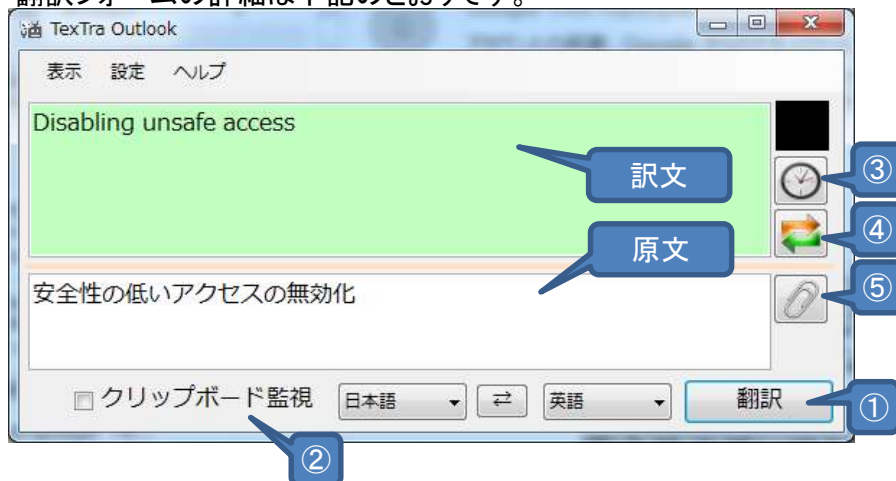 翻訳フォームの詳細は下記のとおりです。
TexTra Outlook
表示 設定 ヘルプ
Disabling unsafe access
訳文
③
④
原文
⑤
安全性の低いアクセスの無効化
クリップボード監視 日本語 ⇄ 英語 翻訳
①
②